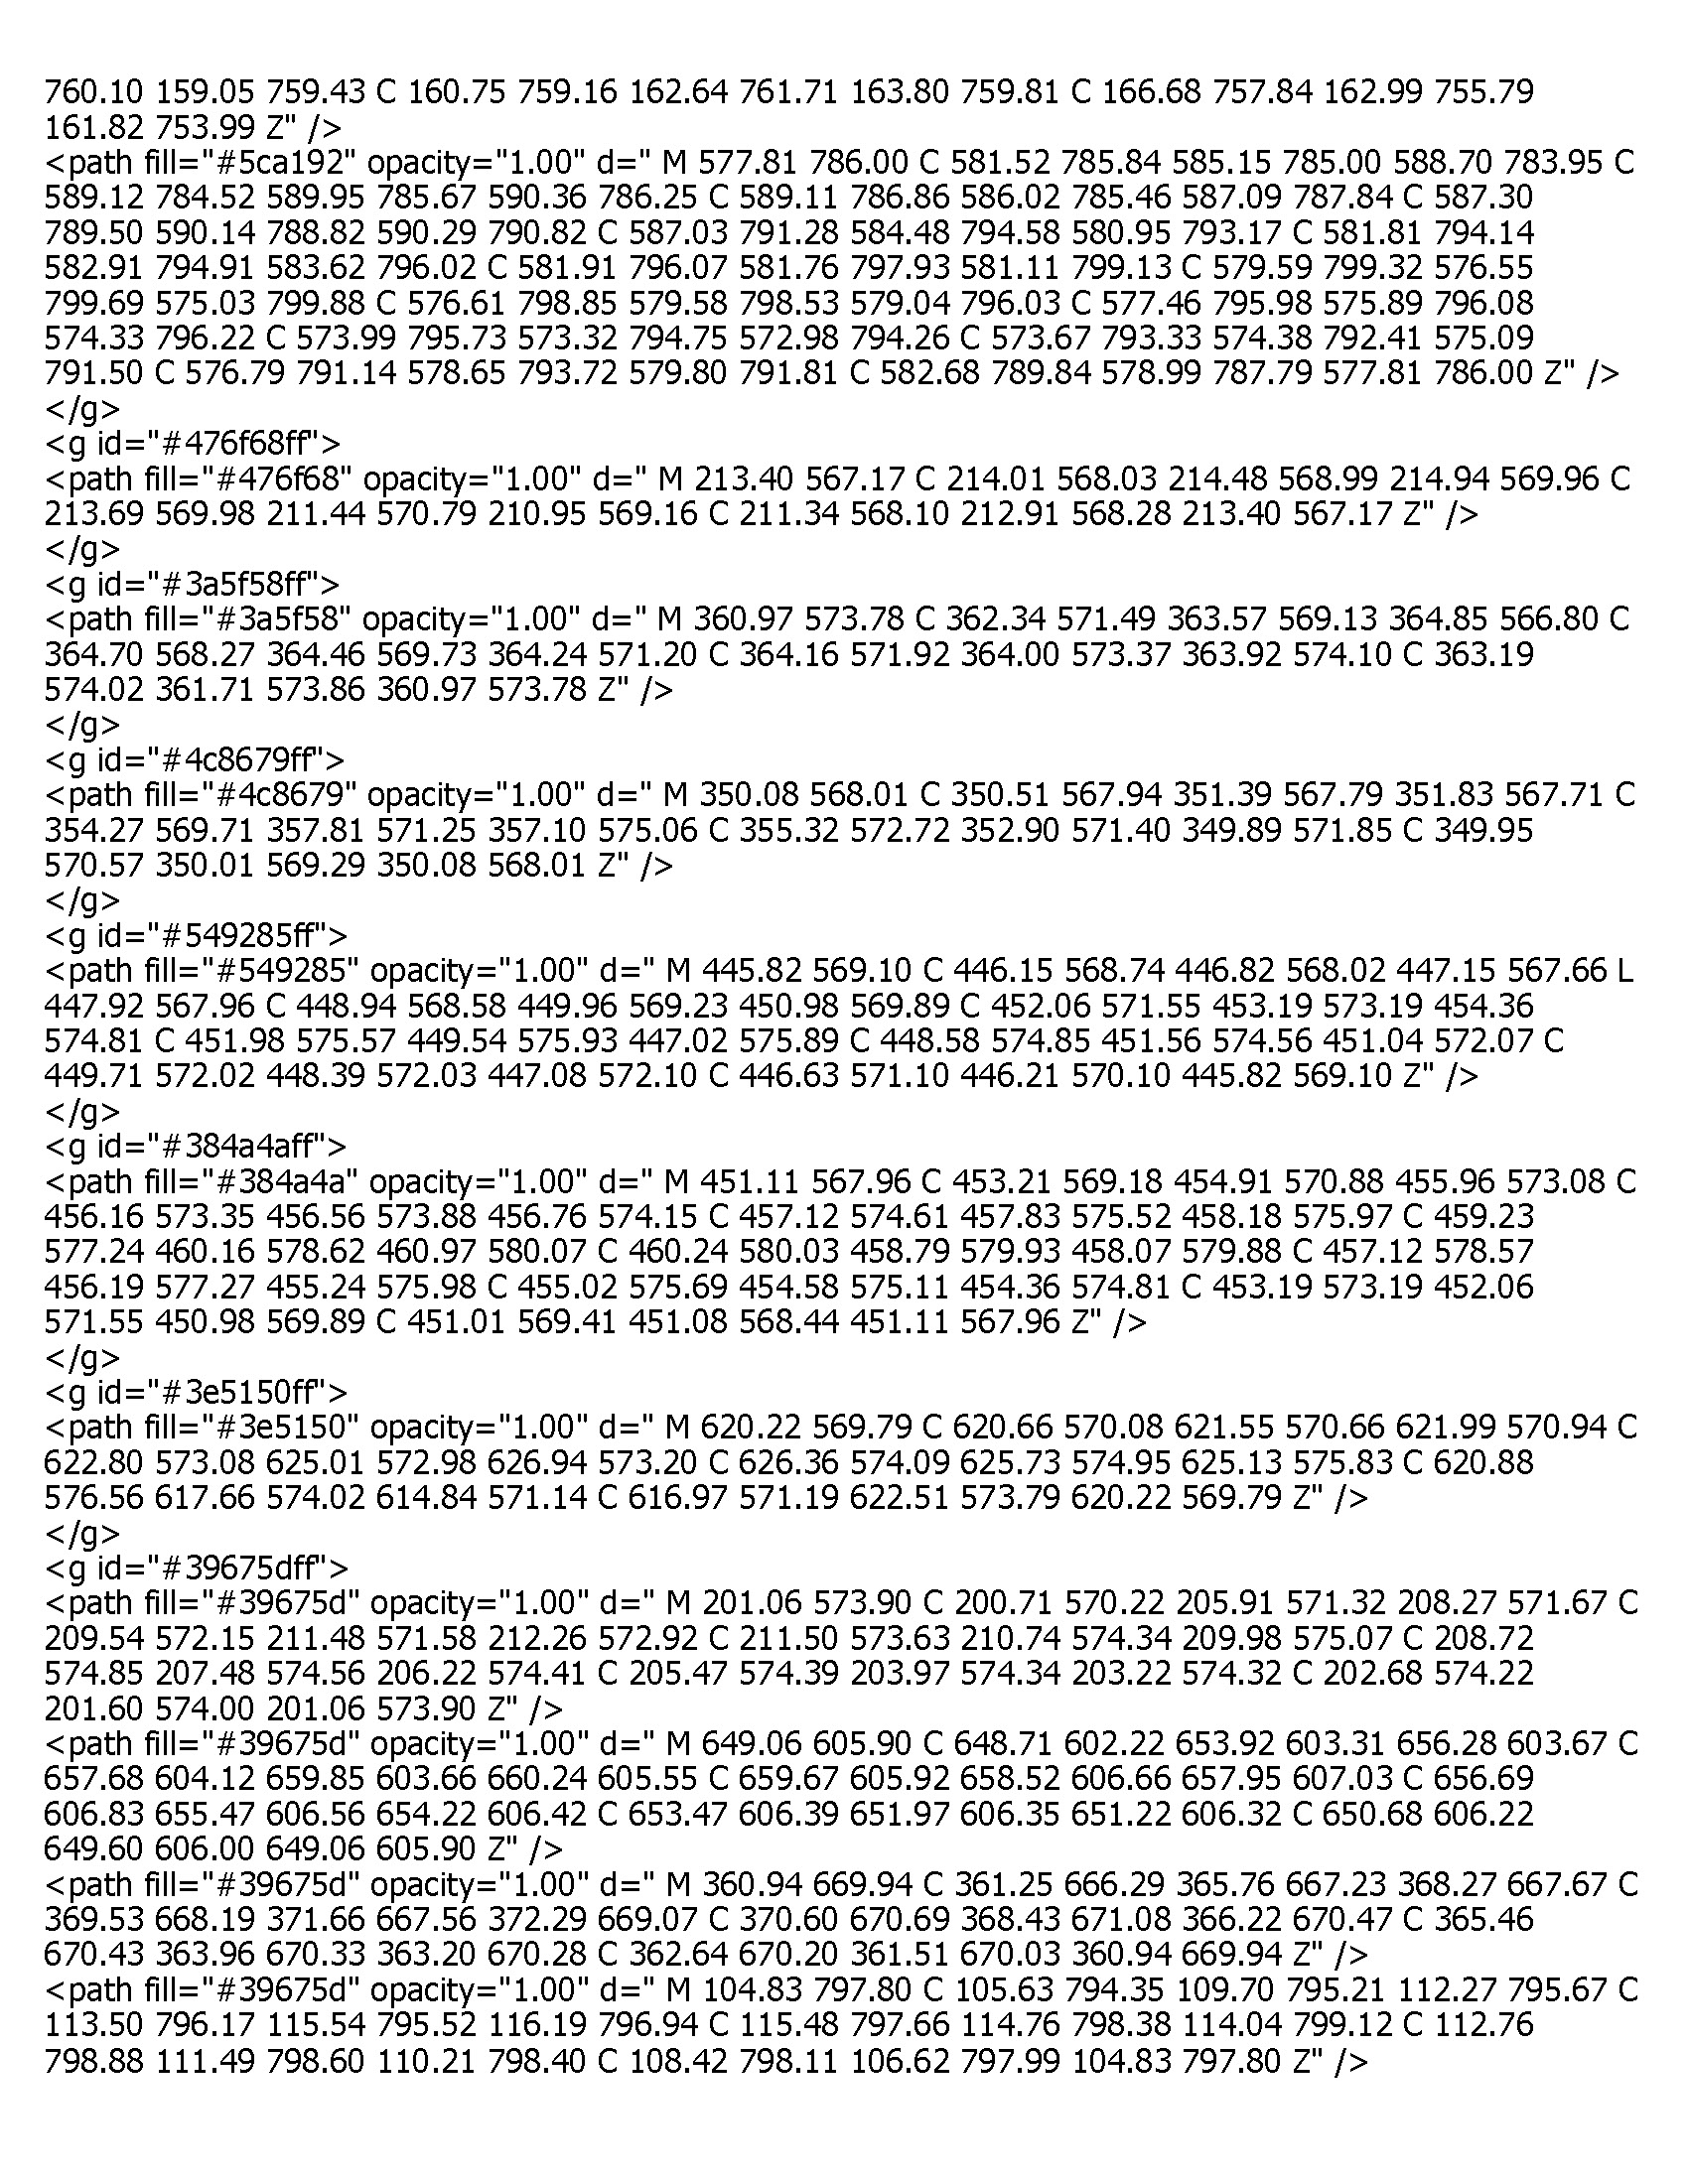 760.10 159.05 759.43 C 160.75 759.16 162.64 761.71 163.80 759.81 C 166.68 757.84 162.99 755.79
161.82 753.99 Z" />
<path fill="#5ca192" opacity="1.00" d=" M 577.81 786.00 C 581.52 785.84 585.15 785.00 588.70 783.95 C
589.12 784.52 589.95 785.67 590.36 786.25 C 589.11 786.86 586.02 785.46 587.09 787.84 C 587.30
789.50 590.14 788.82 590.29 790.82 C 587.03 791.28 584.48 794.58 580.95 793.17 C 581.81 794.14
582.91 794.91 583.62 796.02 C 581.91 796.07 581.76 797.93 581.11 799.13 C 579.59 799.32 576.55
799.69 575.03 799.88 C 576.61 798.85 579.58 798.53 579.04 796.03 C 577.46 795.98 575.89 796.08
574.33 796.22 C 573.99 795.73 573.32 794.75 572.98 794.26 C 573.67 793.33 574.38 792.41 575.09
791.50 C 576.79 791.14 578.65 793.72 579.80 791.81 C 582.68 789.84 578.99 787.79 577.81 786.00 Z" />
</g>
<g id="#476f68ff">
<path fill="#476f68" opacity="1.00" d=" M 213.40 567.17 C 214.01 568.03 214.48 568.99 214.94 569.96 C
213.69 569.98 211.44 570.79 210.95 569.16 C 211.34 568.10 212.91 568.28 213.40 567.17 Z" />
</g>
<g id="#3a5f58ff">
<path fill="#3a5f58" opacity="1.00" d=" M 360.97 573.78 C 362.34 571.49 363.57 569.13 364.85 566.80 C
364.70 568.27 364.46 569.73 364.24 571.20 C 364.16 571.92 364.00 573.37 363.92 574.10 C 363.19
574.02 361.71 573.86 360.97 573.78 Z" />
</g>
<g id="#4c8679ff">
<path fill="#4c8679" opacity="1.00" d=" M 350.08 568.01 C 350.51 567.94 351.39 567.79 351.83 567.71 C
354.27 569.71 357.81 571.25 357.10 575.06 C 355.32 572.72 352.90 571.40 349.89 571.85 C 349.95
570.57 350.01 569.29 350.08 568.01 Z" />
</g>
<g id="#549285ff">
<path fill="#549285" opacity="1.00" d=" M 445.82 569.10 C 446.15 568.74 446.82 568.02 447.15 567.66 L
447.92 567.96 C 448.94 568.58 449.96 569.23 450.98 569.89 C 452.06 571.55 453.19 573.19 454.36
574.81 C 451.98 575.57 449.54 575.93 447.02 575.89 C 448.58 574.85 451.56 574.56 451.04 572.07 C
449.71 572.02 448.39 572.03 447.08 572.10 C 446.63 571.10 446.21 570.10 445.82 569.10 Z" />
</g>
<g id="#384a4aff">
<path fill="#384a4a" opacity="1.00" d=" M 451.11 567.96 C 453.21 569.18 454.91 570.88 455.96 573.08 C
456.16 573.35 456.56 573.88 456.76 574.15 C 457.12 574.61 457.83 575.52 458.18 575.97 C 459.23
577.24 460.16 578.62 460.97 580.07 C 460.24 580.03 458.79 579.93 458.07 579.88 C 457.12 578.57
456.19 577.27 455.24 575.98 C 455.02 575.69 454.58 575.11 454.36 574.81 C 453.19 573.19 452.06
571.55 450.98 569.89 C 451.01 569.41 451.08 568.44 451.11 567.96 Z" />
</g>
<g id="#3e5150ff">
<path fill="#3e5150" opacity="1.00" d=" M 620.22 569.79 C 620.66 570.08 621.55 570.66 621.99 570.94 C
622.80 573.08 625.01 572.98 626.94 573.20 C 626.36 574.09 625.73 574.95 625.13 575.83 C 620.88
576.56 617.66 574.02 614.84 571.14 C 616.97 571.19 622.51 573.79 620.22 569.79 Z" />
</g>
<g id="#39675dff">
<path fill="#39675d" opacity="1.00" d=" M 201.06 573.90 C 200.71 570.22 205.91 571.32 208.27 571.67 C
209.54 572.15 211.48 571.58 212.26 572.92 C 211.50 573.63 210.74 574.34 209.98 575.07 C 208.72
574.85 207.48 574.56 206.22 574.41 C 205.47 574.39 203.97 574.34 203.22 574.32 C 202.68 574.22
201.60 574.00 201.06 573.90 Z" />
<path fill="#39675d" opacity="1.00" d=" M 649.06 605.90 C 648.71 602.22 653.92 603.31 656.28 603.67 C
657.68 604.12 659.85 603.66 660.24 605.55 C 659.67 605.92 658.52 606.66 657.95 607.03 C 656.69
606.83 655.47 606.56 654.22 606.42 C 653.47 606.39 651.97 606.35 651.22 606.32 C 650.68 606.22
649.60 606.00 649.06 605.90 Z" />
<path fill="#39675d" opacity="1.00" d=" M 360.94 669.94 C 361.25 666.29 365.76 667.23 368.27 667.67 C
369.53 668.19 371.66 667.56 372.29 669.07 C 370.60 670.69 368.43 671.08 366.22 670.47 C 365.46
670.43 363.96 670.33 363.20 670.28 C 362.64 670.20 361.51 670.03 360.94 669.94 Z" />
<path fill="#39675d" opacity="1.00" d=" M 104.83 797.80 C 105.63 794.35 109.70 795.21 112.27 795.67 C
113.50 796.17 115.54 795.52 116.19 796.94 C 115.48 797.66 114.76 798.38 114.04 799.12 C 112.76
798.88 111.49 798.60 110.21 798.40 C 108.42 798.11 106.62 797.99 104.83 797.80 Z" />